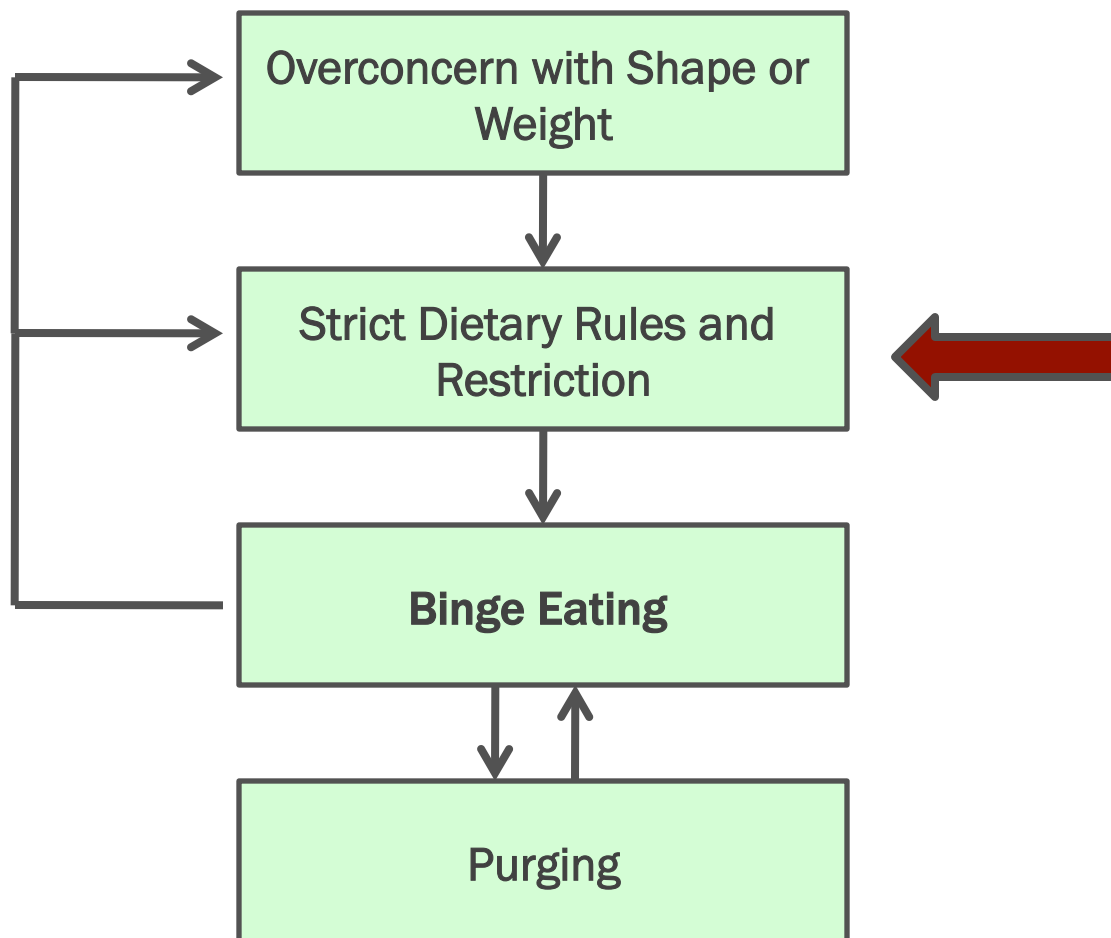 Overconcern with Shape or
Weight
Strict Dietary Rules and
Restriction
Binge Eating
Purging